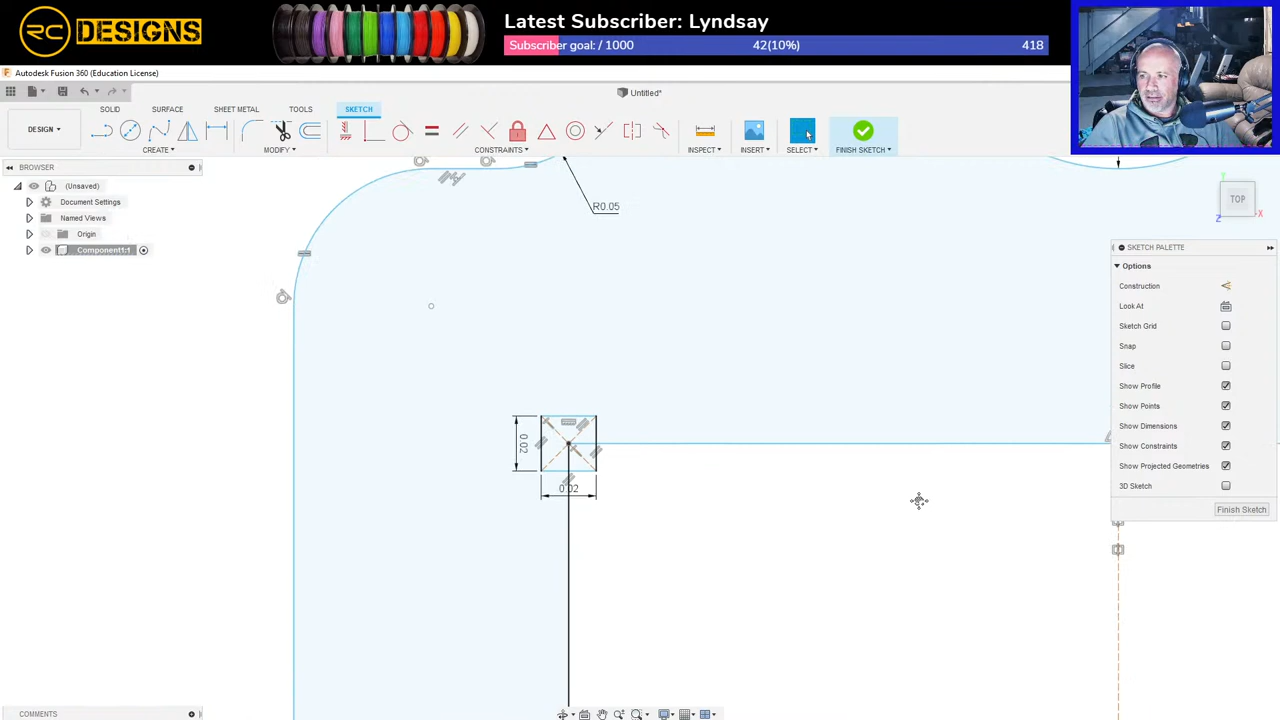 RC DESIGNS
Latest Subscriber: Lyndsay
Subscriber goal: / 1000
42(10%)
418
Autodesk Fusion 360 (Education License)
Untitled*
SOLID
SURFACE
SHEET METAL
TOOLS
SKETCH
DESIGN
CREATE
MODIFY
CONSTRAINTS
INSPECT
INSERT
SELECT
FINISH SKETCH
BROWSER
(Unsaved)
Document Settings
Named Views
Origin
Component1:1
R0.05
0.02
0.02
Y
TOP
X
Z
SKETCH PALETTE
Options
Construction
Look At
Sketch Grid
Snap
Slice
Show Profile
Show Points
Show Dimensions
Show Constraints
Show Projected Geometries
3D Sketch
Finish Sketch
COMMENTS